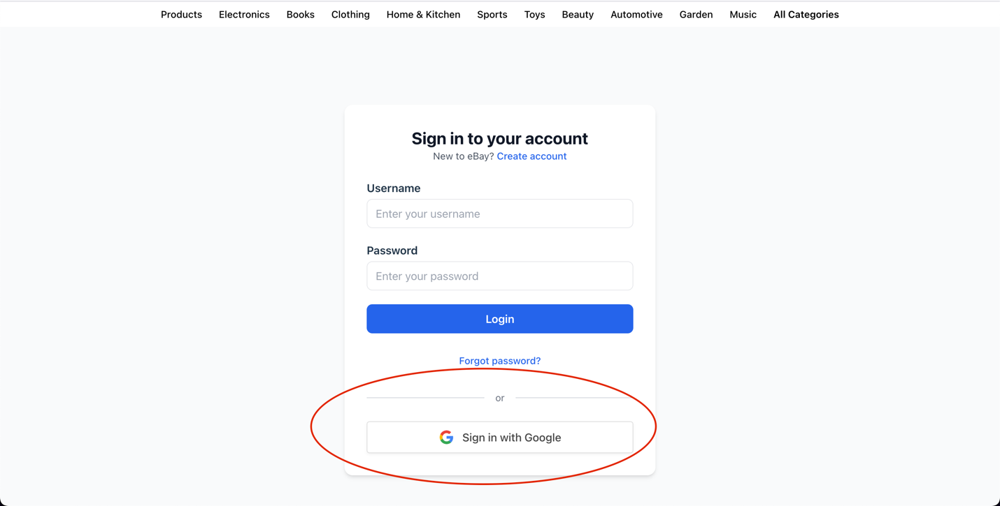 Products Electronics Books Clothing Home & Kitchen Sports Toys Beauty Automotive Garden Music All Categories
Sign in to your account
New to eBay? Create account
Username
Enter your username
Password
Enter your password
Login
Forgot password?
or
Sign in with Google